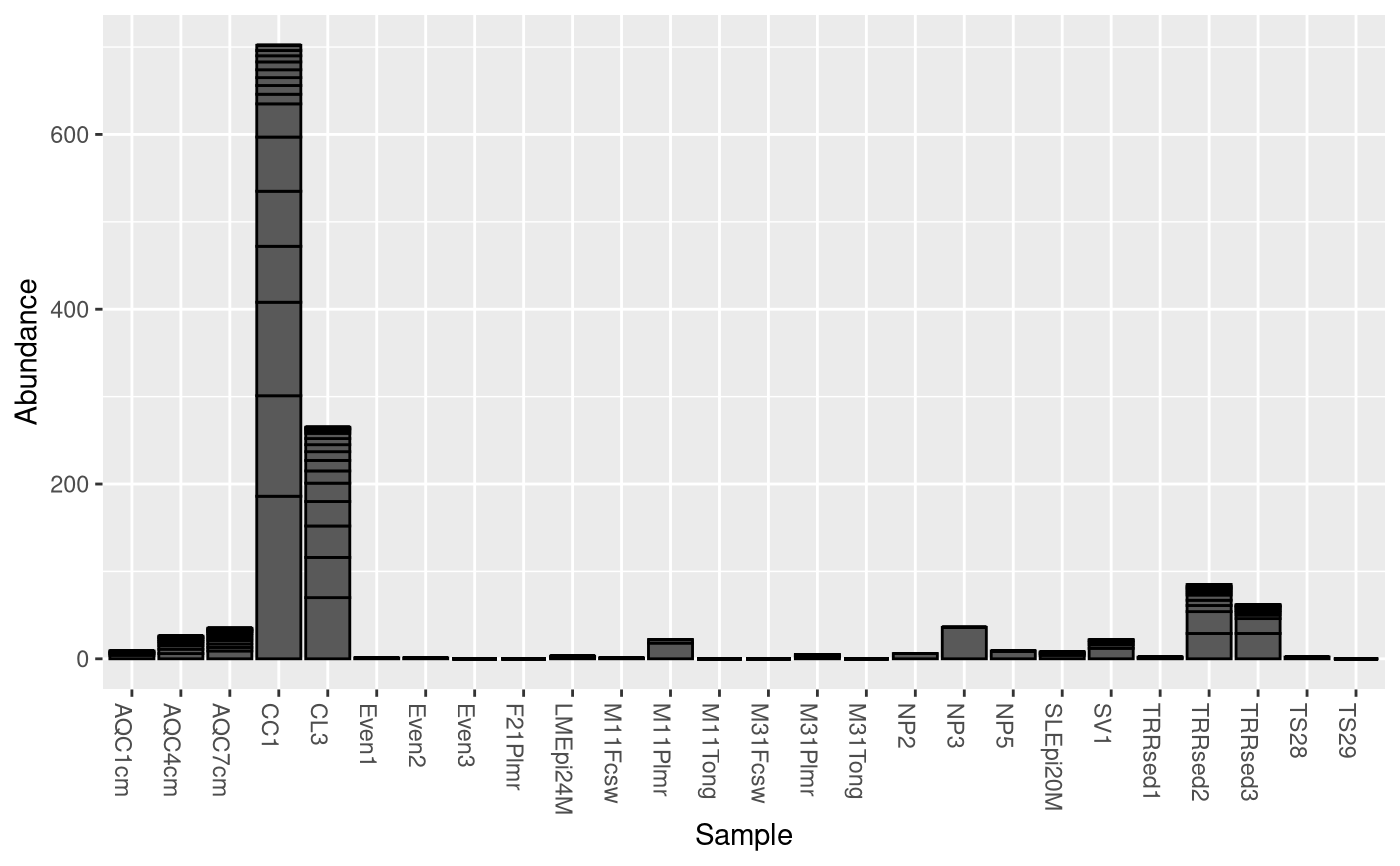 Abundance
600
400
200
0
AQC1cm
AQC4cm
AQC7cm
CC1
CL3
Even1
Even2
Even3
F21Plmr
LMEpi24M
M11Fcsw
M11Plmr
M11Tong
M31Fcsw
M31Plmr
M31Tong
NP2
NP3
NP5
SLEpi20M
SV1
TRRsed1
TRRsed2
TRRsed3
TS28
TS29
Sample